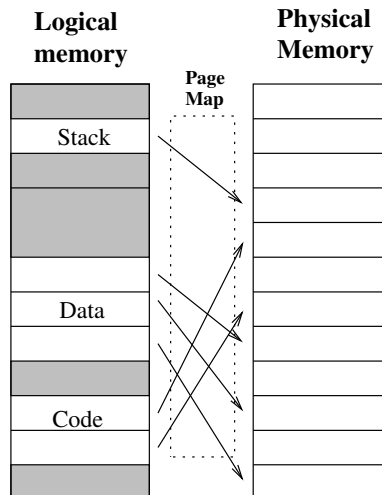 Logical
memory
Page
Map
Physical
Memory
Stack
Data
Code